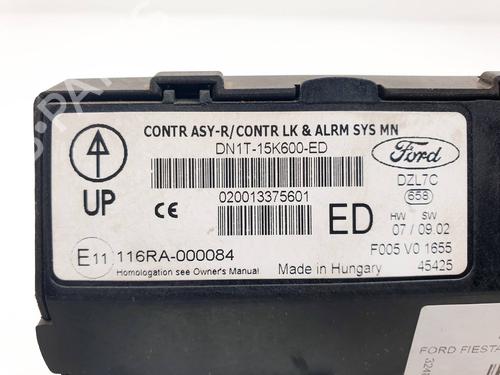 CONTR ASY-R/CONTR LK & ALRM SYS MN
DN1T-15K600-ED
Ford
DZL7C
658
020013375601
UP
CE
ED
HW SW
07 / 09.02
E11 116RA-000084
F005 V0 1655
Homologation see Owner's Manual
Made in Hungary
45425
FORD FIESTA